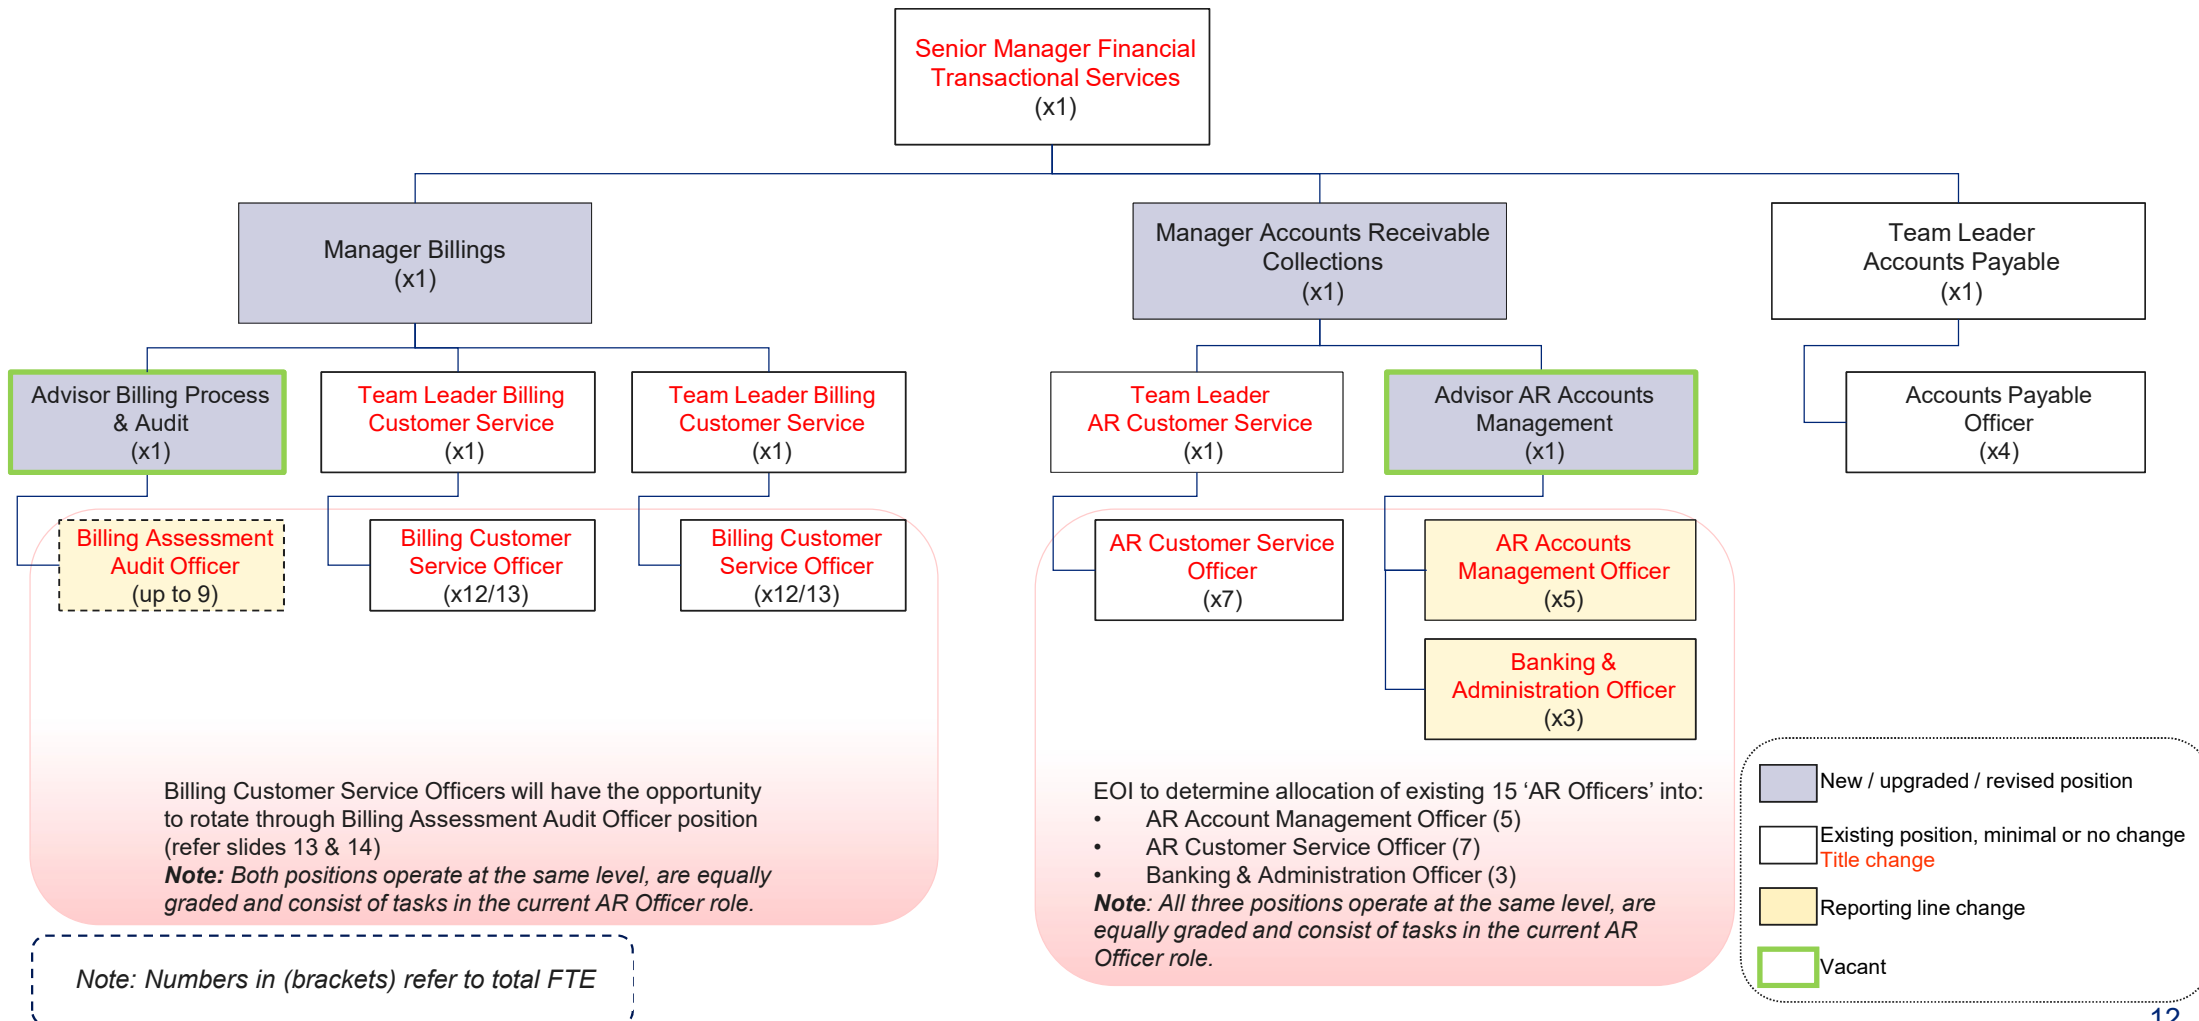 Senior Manager Financial
Transactional Services
(x1)
Manager Billings
(x1)
Manager Accounts Receivable
Collections
(x1)
Team Leader
Accounts Payable
(x1)
Advisor Billing Process
& Audit
(x1)
Team Leader Billing
Customer Service
(x1)
Team Leader Billing
Customer Service
(x1)
Team Leader
AR Customer Service
(x1)
Advisor AR Accounts
Management
(x1)
Accounts Payable
Officer
(x4)
Billing Assessment
Audit Officer
(up to 9)
Billing Customer
Service Officer
(x12/13)
Billing Customer
Service Officer
(x12/13)
AR Customer Service
Officer
(x7)
AR Accounts
Management Officer
(x5)
Banking &
Administration Officer
(x3)
Billing Customer Service Officers will have the opportunity
to rotate through Billing Assessment Audit Officer position
(refer slides 13 & 14)
Note: Both positions operate at the same level, are equally
graded and consist of tasks in the current AR Officer role.
EOI to determine allocation of existing 15 ‘AR Officers’ into:
• AR Account Management Officer (5)
• AR Customer Service Officer (7)
• Banking & Administration Officer (3)
Note: All three positions operate at the same level, are
equally graded and consist of tasks in the current AR
Officer role.
New / upgraded / revised position
Existing position, minimal or no change
Title change
Reporting line change
Vacant
Note: Numbers in (brackets) refer to total FTE
12